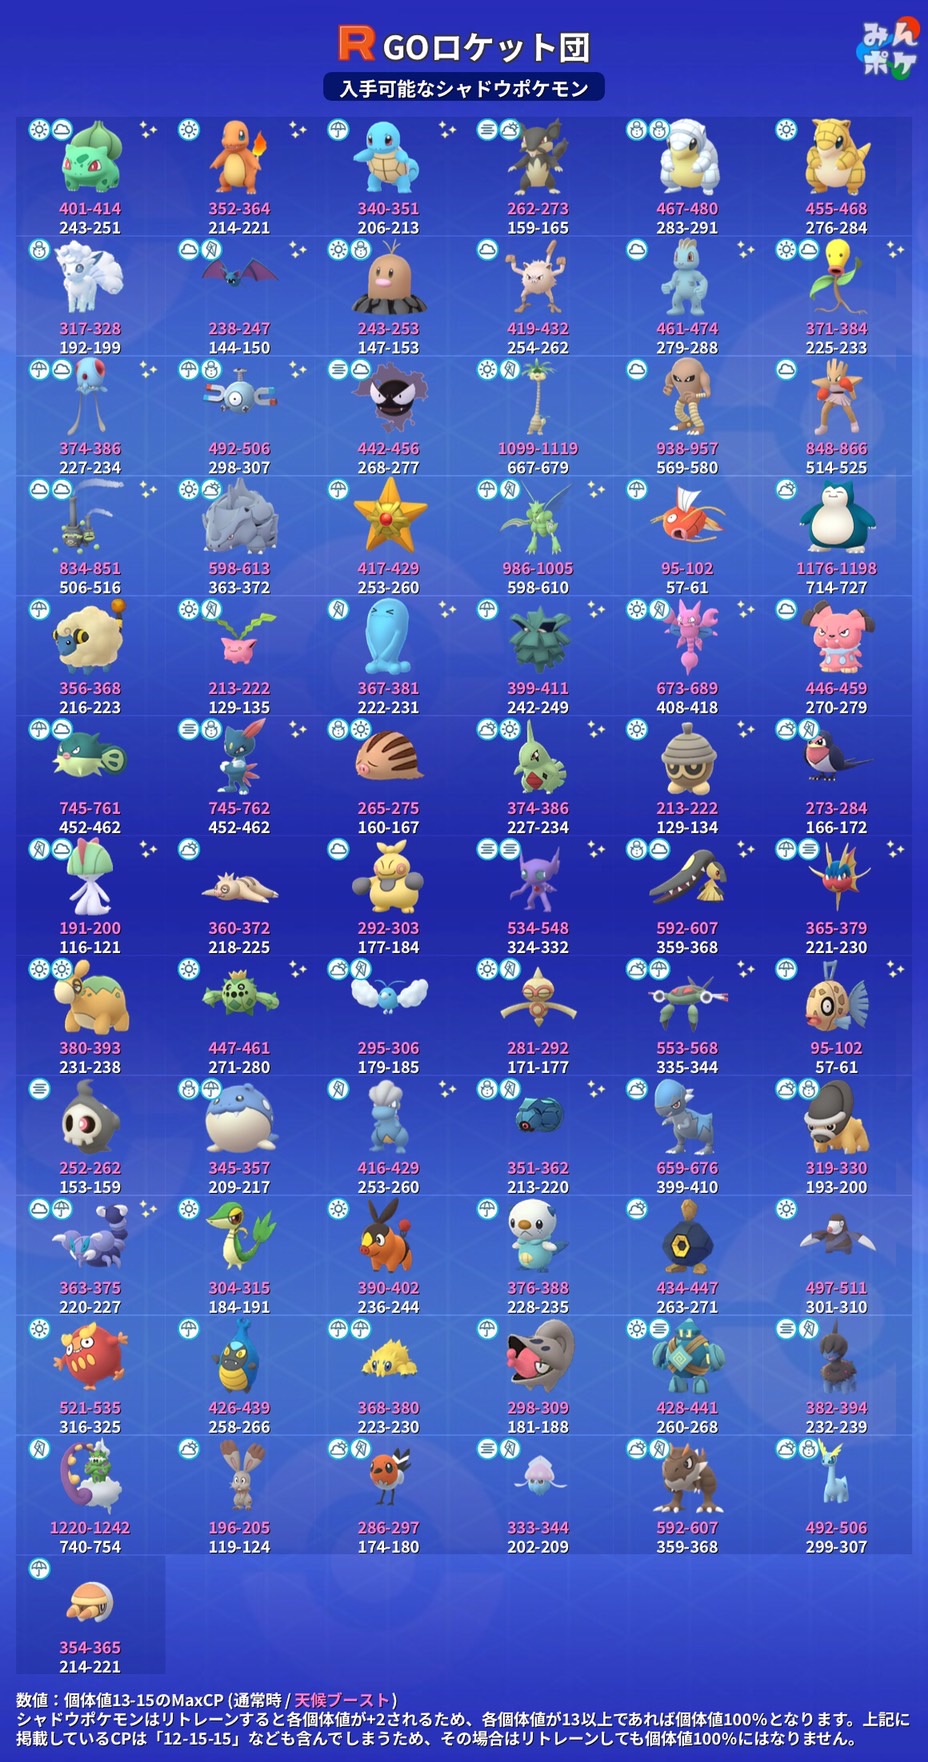 R GOロケット団
みん
ポケ
入手可能なシャドウポケモン
401-414 352-364 340-351 262-273 467-480 455-468
243-251 214-221 206-213 159-165 283-291 276-284
317-328 238-247 243-253 419-432 461-474 371-384
192-199 144-150 147-153 254-262 279-288 225-233
374-386 492-506 442-456 1099-1119 938-957 848-866
227-234 298-307 268-277 667-679 569-580 514-525
834-851 598-613 417-429 986-1005 95-102 1176-1198
506-516 363-372 253-260 598-610 57-61 714-727
356-368 213-222 367-381 399-411 673-689 446-459
216-223 129-135 222-231 242-249 408-418 270-279
745-761 745-762 265-275 374-386 213-222 273-284
452-462 452-462 160-167 227-234 129-134 166-172
191-200 360-372 292-303 534-548 592-607 365-379
116-121 218-225 177-184 324-332 359-368 221-230
380-393 447-461 295-306 281-292 553-568 95-102
231-238 271-280 179-185 171-177 335-344 57-61
252-262 345-357 416-429 351-362 659-676 319-330
153-159 209-217 253-260 213-220 399-410 193-200
363-375 304-315 390-402 376-388 434-447 497-511
220-227 184-191 236-244 228-235 263-271 301-310
521-535 426-439 368-380 298-309 428-441 382-394
316-325 258-266 223-230 181-188 260-268 232-239
1220-1242 196-205 286-297 333-344 592-607 492-506
740-754 119-124 174-180 202-209 359-368 299-307
354-365
214-221
数値：個体値13-15のMaxCP (通常時 / 天候ブースト)
シャドウポケモンはリトレーンすると各個体値が+2されるため、各個体値が13以上であれば個体値100%となります。上記に
掲載しているCPは「12-15-15」なども含んでしまうため、その場合はリトレーンしても個体値100%にはなりません。